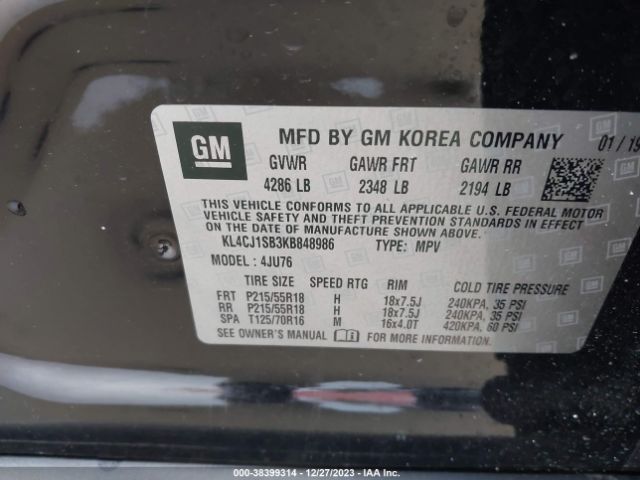 GM
MFD BY GM KOREA COMPANY 01/19
GVWR GAWR FRT GAWR RR
4286 LB 2348 LB 2194 LB
THIS VEHICLE CONFORMS TO ALL APPLICABLE U.S. FEDERAL MOTOR
VEHICLE SAFETY AND THEFT PREVENTION STANDARDS IN EFFECT
ON THE DATE OF MANUFACTURE SHOWN ABOVE.
KL4CJ1SB3KB848986 TYPE: MPV
MODEL: 4JU76
TIRE SIZE SPEED RTG RIM COLD TIRE PRESSURE
FRT P215/55R18 H 18x7.5J 240KPA, 35 PSI
RR P215/55R18 H 18x7.5J 240KPA, 35 PSI
SPA T125/70R16 M 16x4.0T 420KPA, 60 PSI
SEE OWNER'S MANUAL FOR MORE INFORMATION.
000-38399314 - 12/27/2023 - IAA Inc.